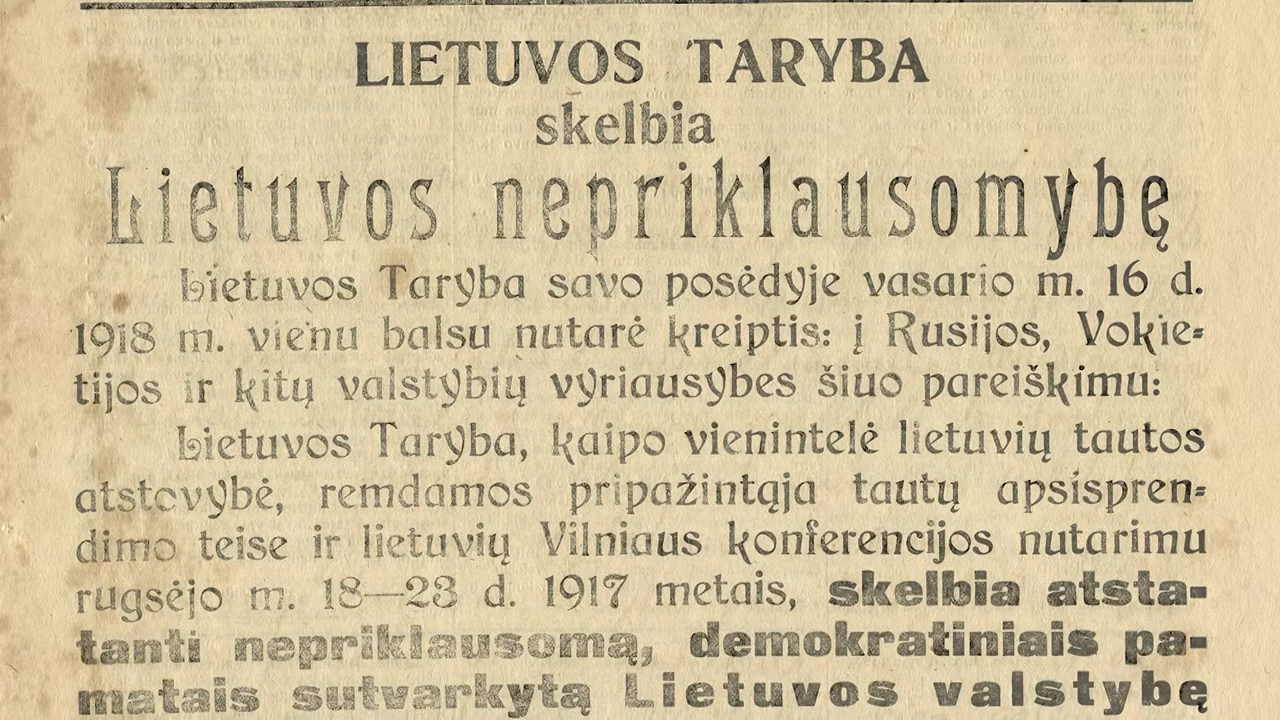 LIETUVOS TARYBA
skelbia
Lietuvos nepriklausomybę
Lietuvos Taryba savo posėdyje vasario m. 16 d.
1918 m. vienu balsu nutarė kreiptis: į Rusijos, Vokie-
tijos ir kitų valstybių vyriausybes šiuo pareiškimu:
Lietuvos Taryba, kaipo vienintelė lietuvių tautos
atstovybė, remdamos pripažintąja tautų apsispren-
dimo teise ir lietuvių Vilniaus konferencijos nutarimu
rugsėjo m. 18—23 d. 1917 metais, skelbia atsta-
tanti nepriklausomą, demokratiniais pa-
matais sutvarkytą Lietuvos valstybę